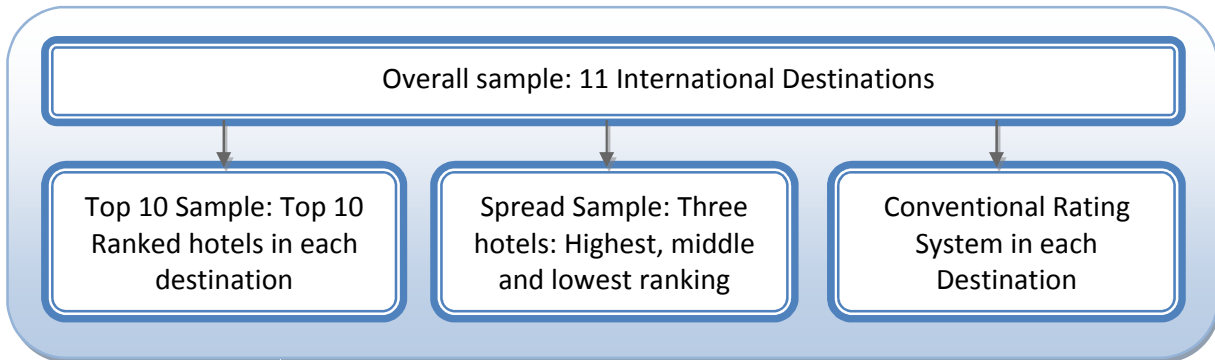 Overall sample: 11 International Destinations
Top 10 Sample: Top 10
Ranked hotels in each
destination
Spread Sample: Three
hotels: Highest, middle
and lowest ranking
Conventional Rating
System in each
Destination